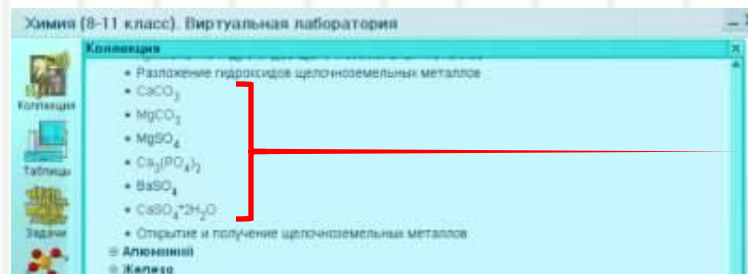 Химия (8-11 класс). Виртуальная лаборатория
Коллекция
• Разложение гидроксидов щелочноземельных металлов
Коллекция
• CaCO₃
• MgCO₃
• MgSO₄
Таблицы
• Ca₃(PO₄)₂
• BaSO₄
• CaSO₄*2H₂O
Задачи
• Открытие и получение щелочноземельных металлов
Алюминий
Железо